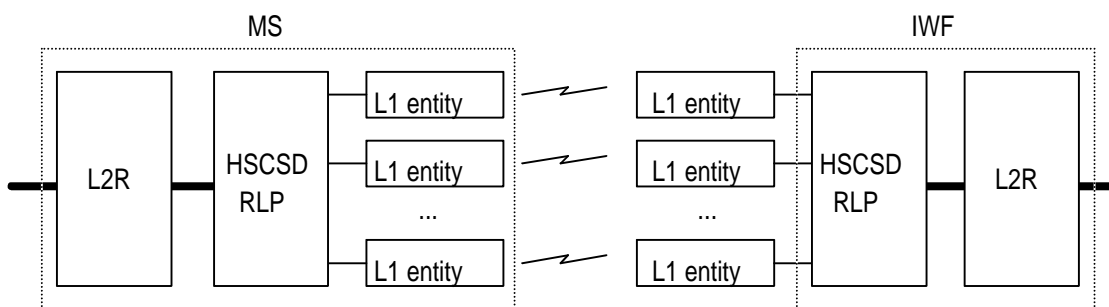 MS
IWF
L2R
HSCSD
RLP
L1 entity
L1 entity
...
L1 entity
L1 entity
L1 entity
...
L1 entity
HSCSD
RLP
L2R